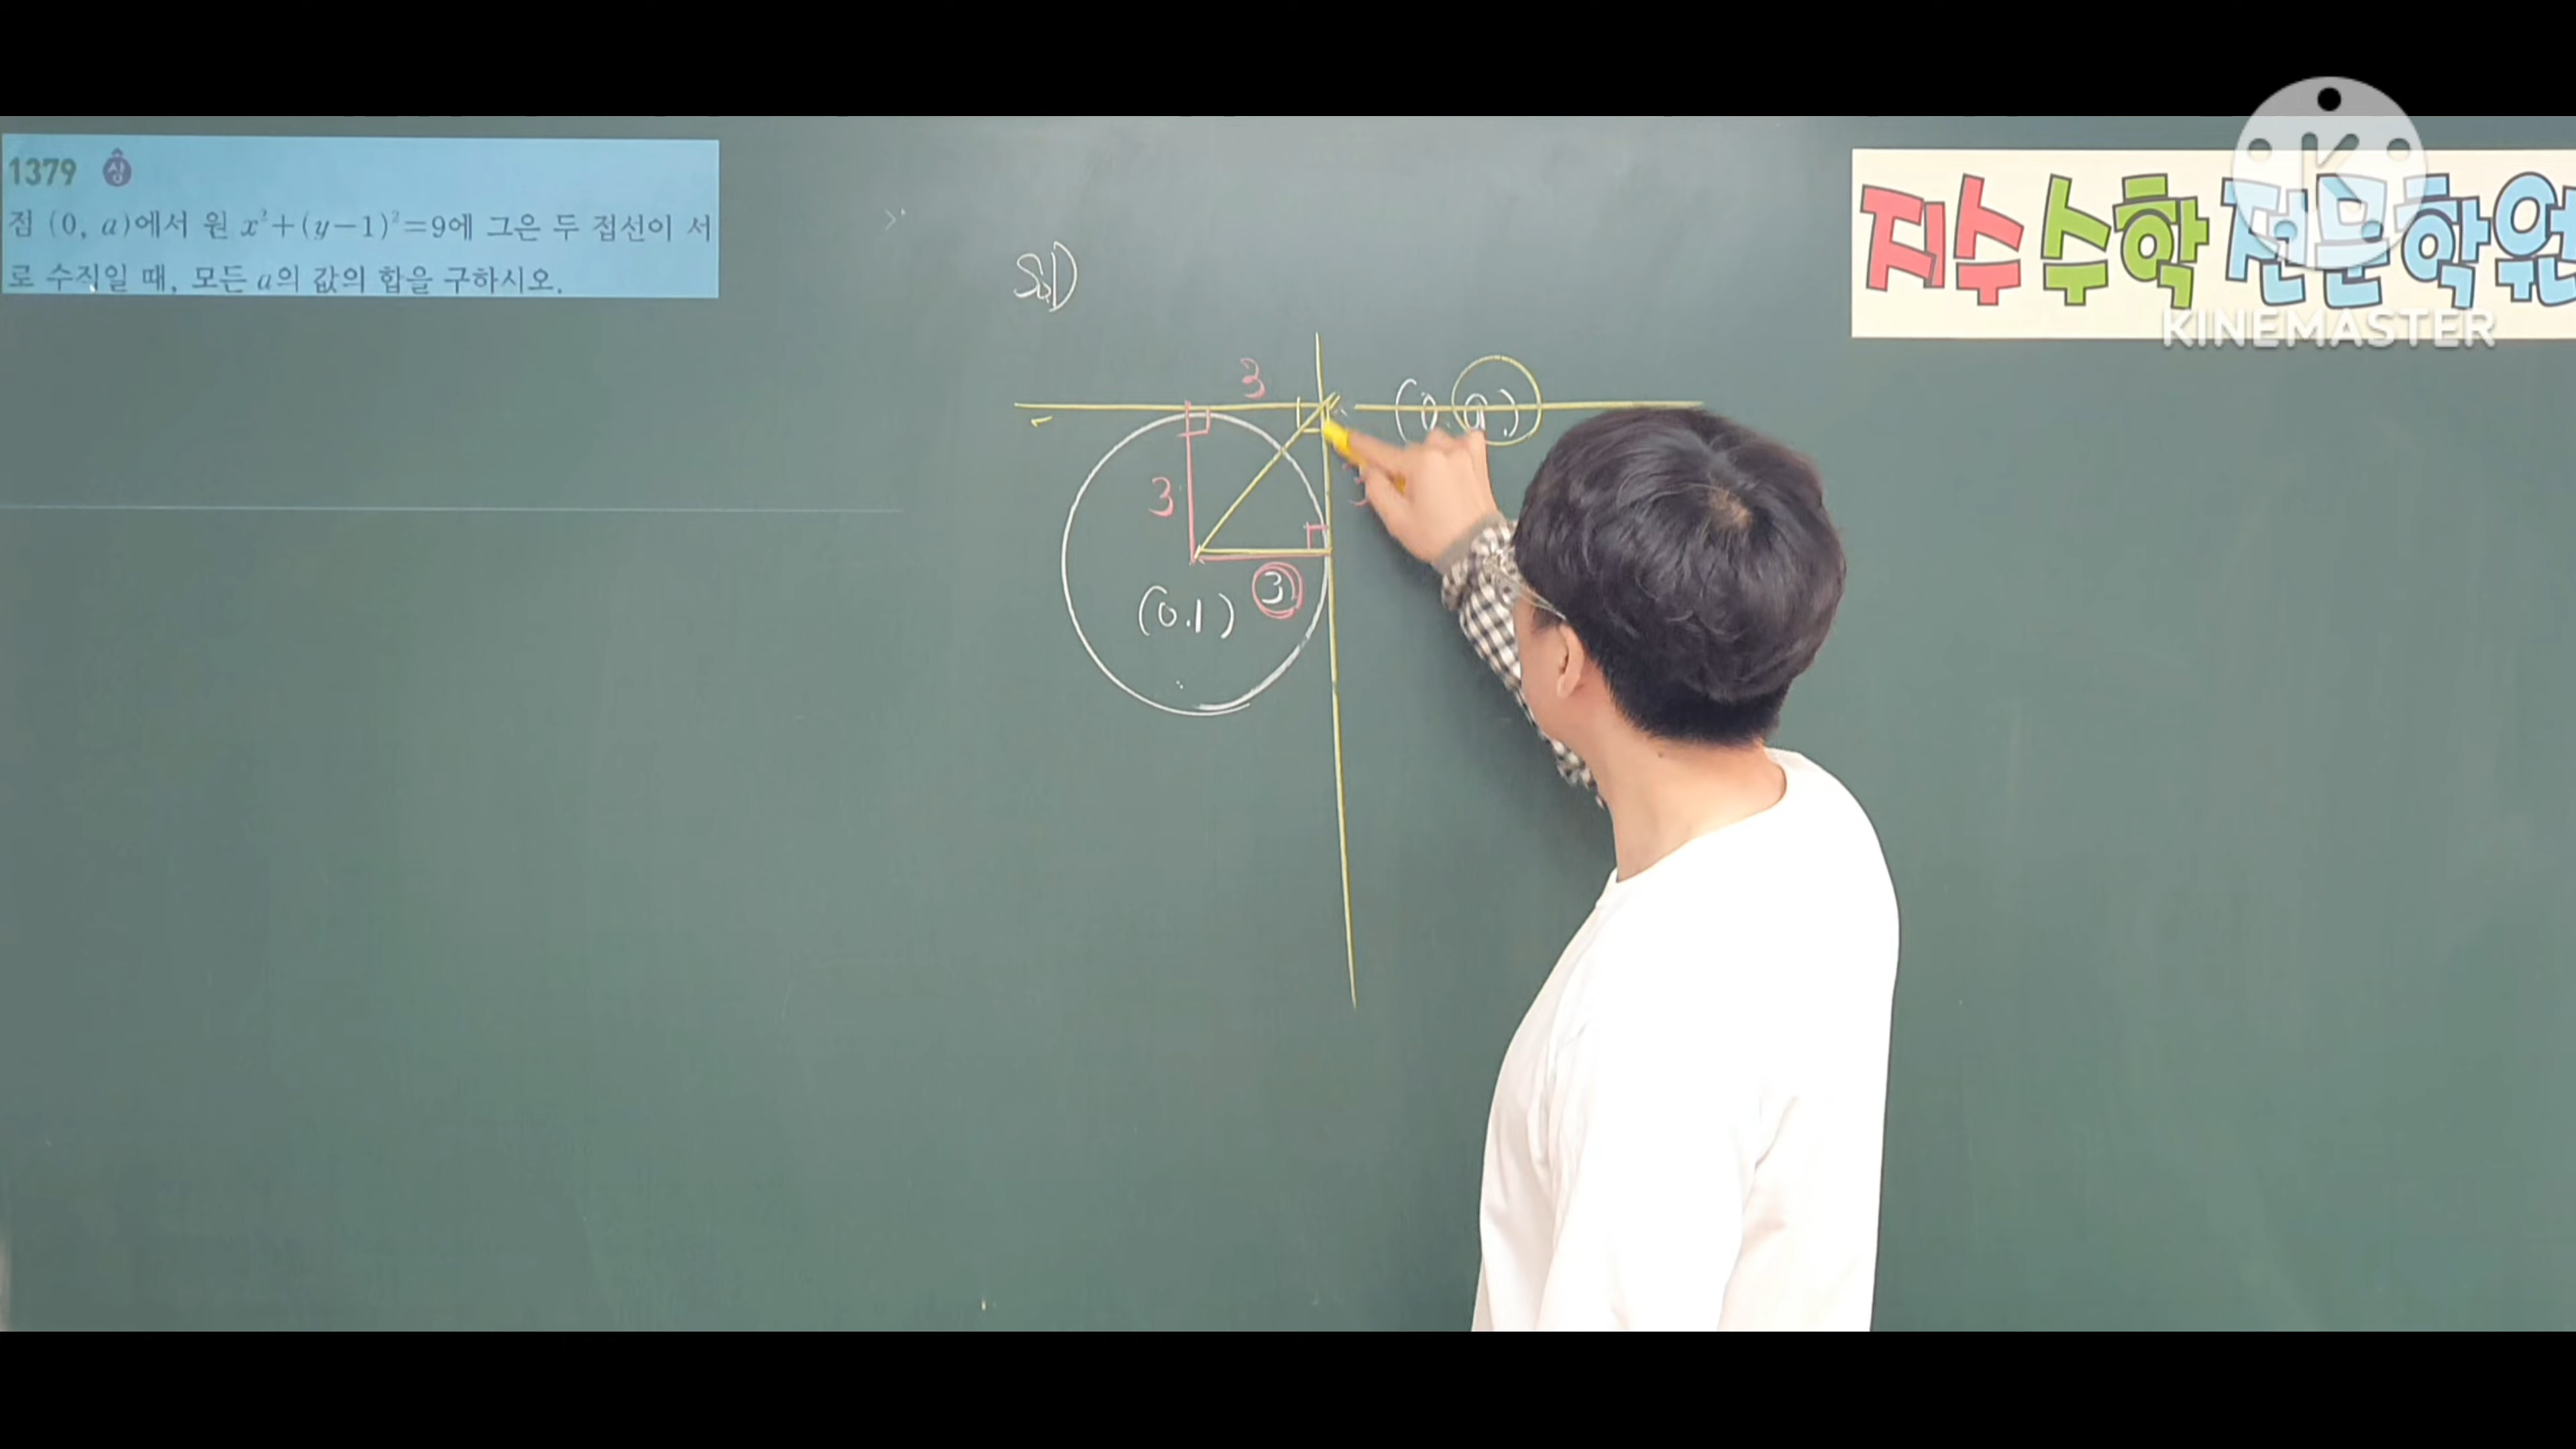 1379 상
점 (0, a)에서 원 x²+(y−1)²=9에 그은 두 접선이 서
로 수직일 때, 모든 a의 값의 합을 구하시오.
지수 수학 전문학원
KINEMASTER
Sol)
3
(0 a)
3
3
(0.1)